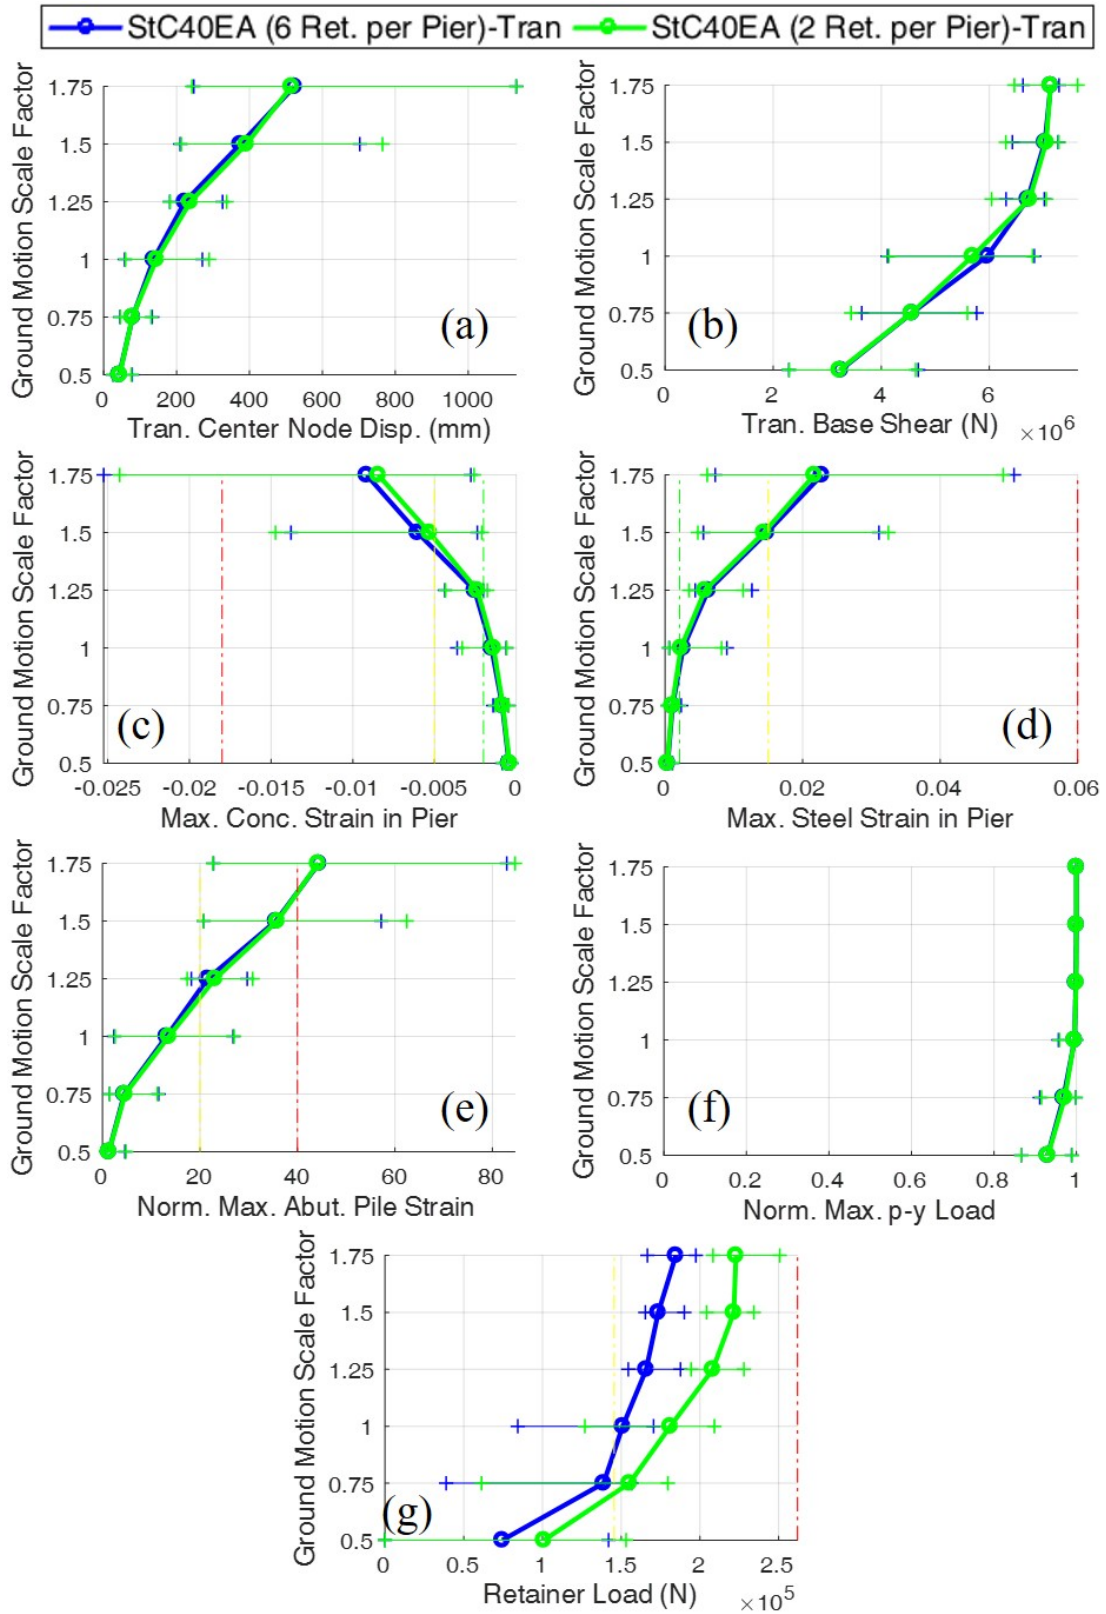 StC40EA (6 Ret. per Pier)-Tran StC40EA (2 Ret. per Pier)-Tran
Ground Motion Scale Factor
1.75
1.5
1.25
1
0.75
0.5
0 200 400 600 800 1000
Tran. Center Node Disp. (mm)
(a)
Ground Motion Scale Factor
1.75
1.5
1.25
1
0.75
0.5
0 2 4 6
Tran. Base Shear (N) ×10^6
(b)
Ground Motion Scale Factor
1.75
1.5
1.25
1
0.75
0.5
-0.025 -0.02 -0.015 -0.01 -0.005 0
Max. Conc. Strain in Pier
(c)
Ground Motion Scale Factor
1.75
1.5
1.25
1
0.75
0.5
0 0.02 0.04 0.06
Max. Steel Strain in Pier
(d)
Ground Motion Scale Factor
1.75
1.5
1.25
1
0.75
0.5
0 20 40 60 80
Norm. Max. Abut. Pile Strain
(e)
Ground Motion Scale Factor
1.75
1.5
1.25
1
0.75
0.5
0 0.2 0.4 0.6 0.8 1
Norm. Max. p-y Load
(f)
Ground Motion Scale Factor
1.75
1.5
1.25
1
0.75
0.5
0 0.5 1 1.5 2 2.5
Retainer Load (N) ×10^5
(g)